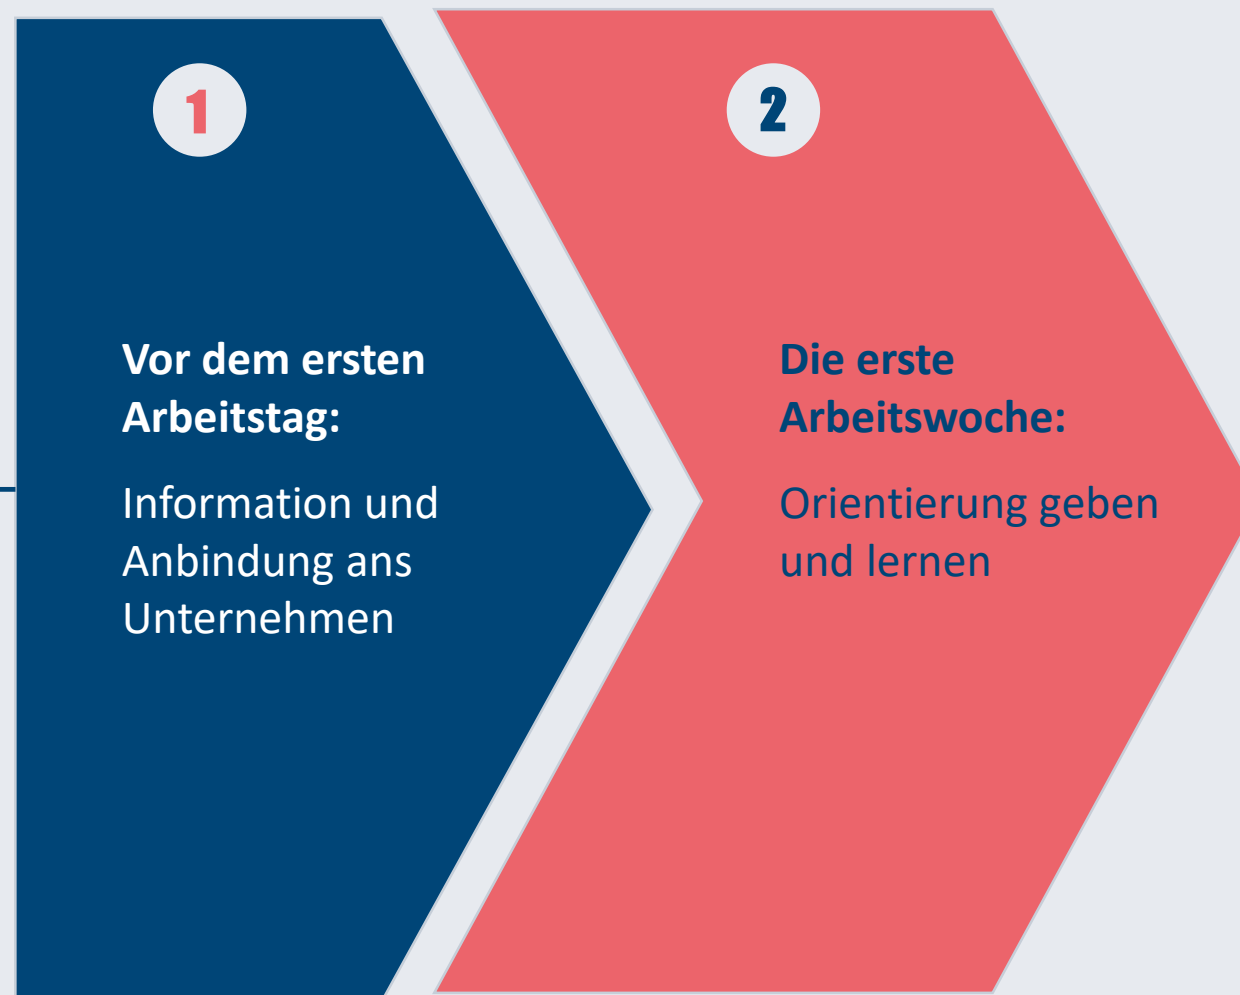 1
Vor dem ersten
Arbeitstag:
Information und
Anbindung ans
Unternehmen
2
Die erste
Arbeitswoche:
Orientierung geben
und lernen